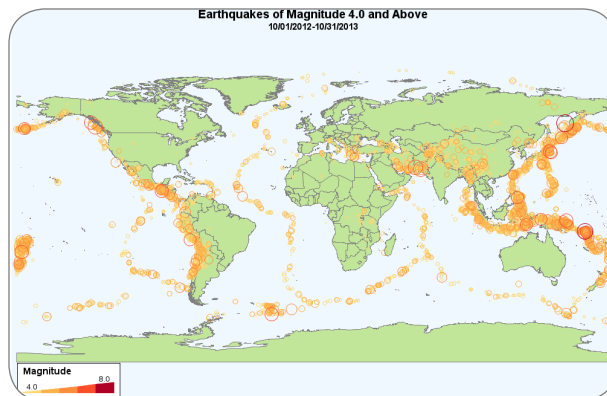 Earthquakes of Magnitude 4.0 and Above
10/01/2012-10/31/2013
Magnitude
4.0 8.0